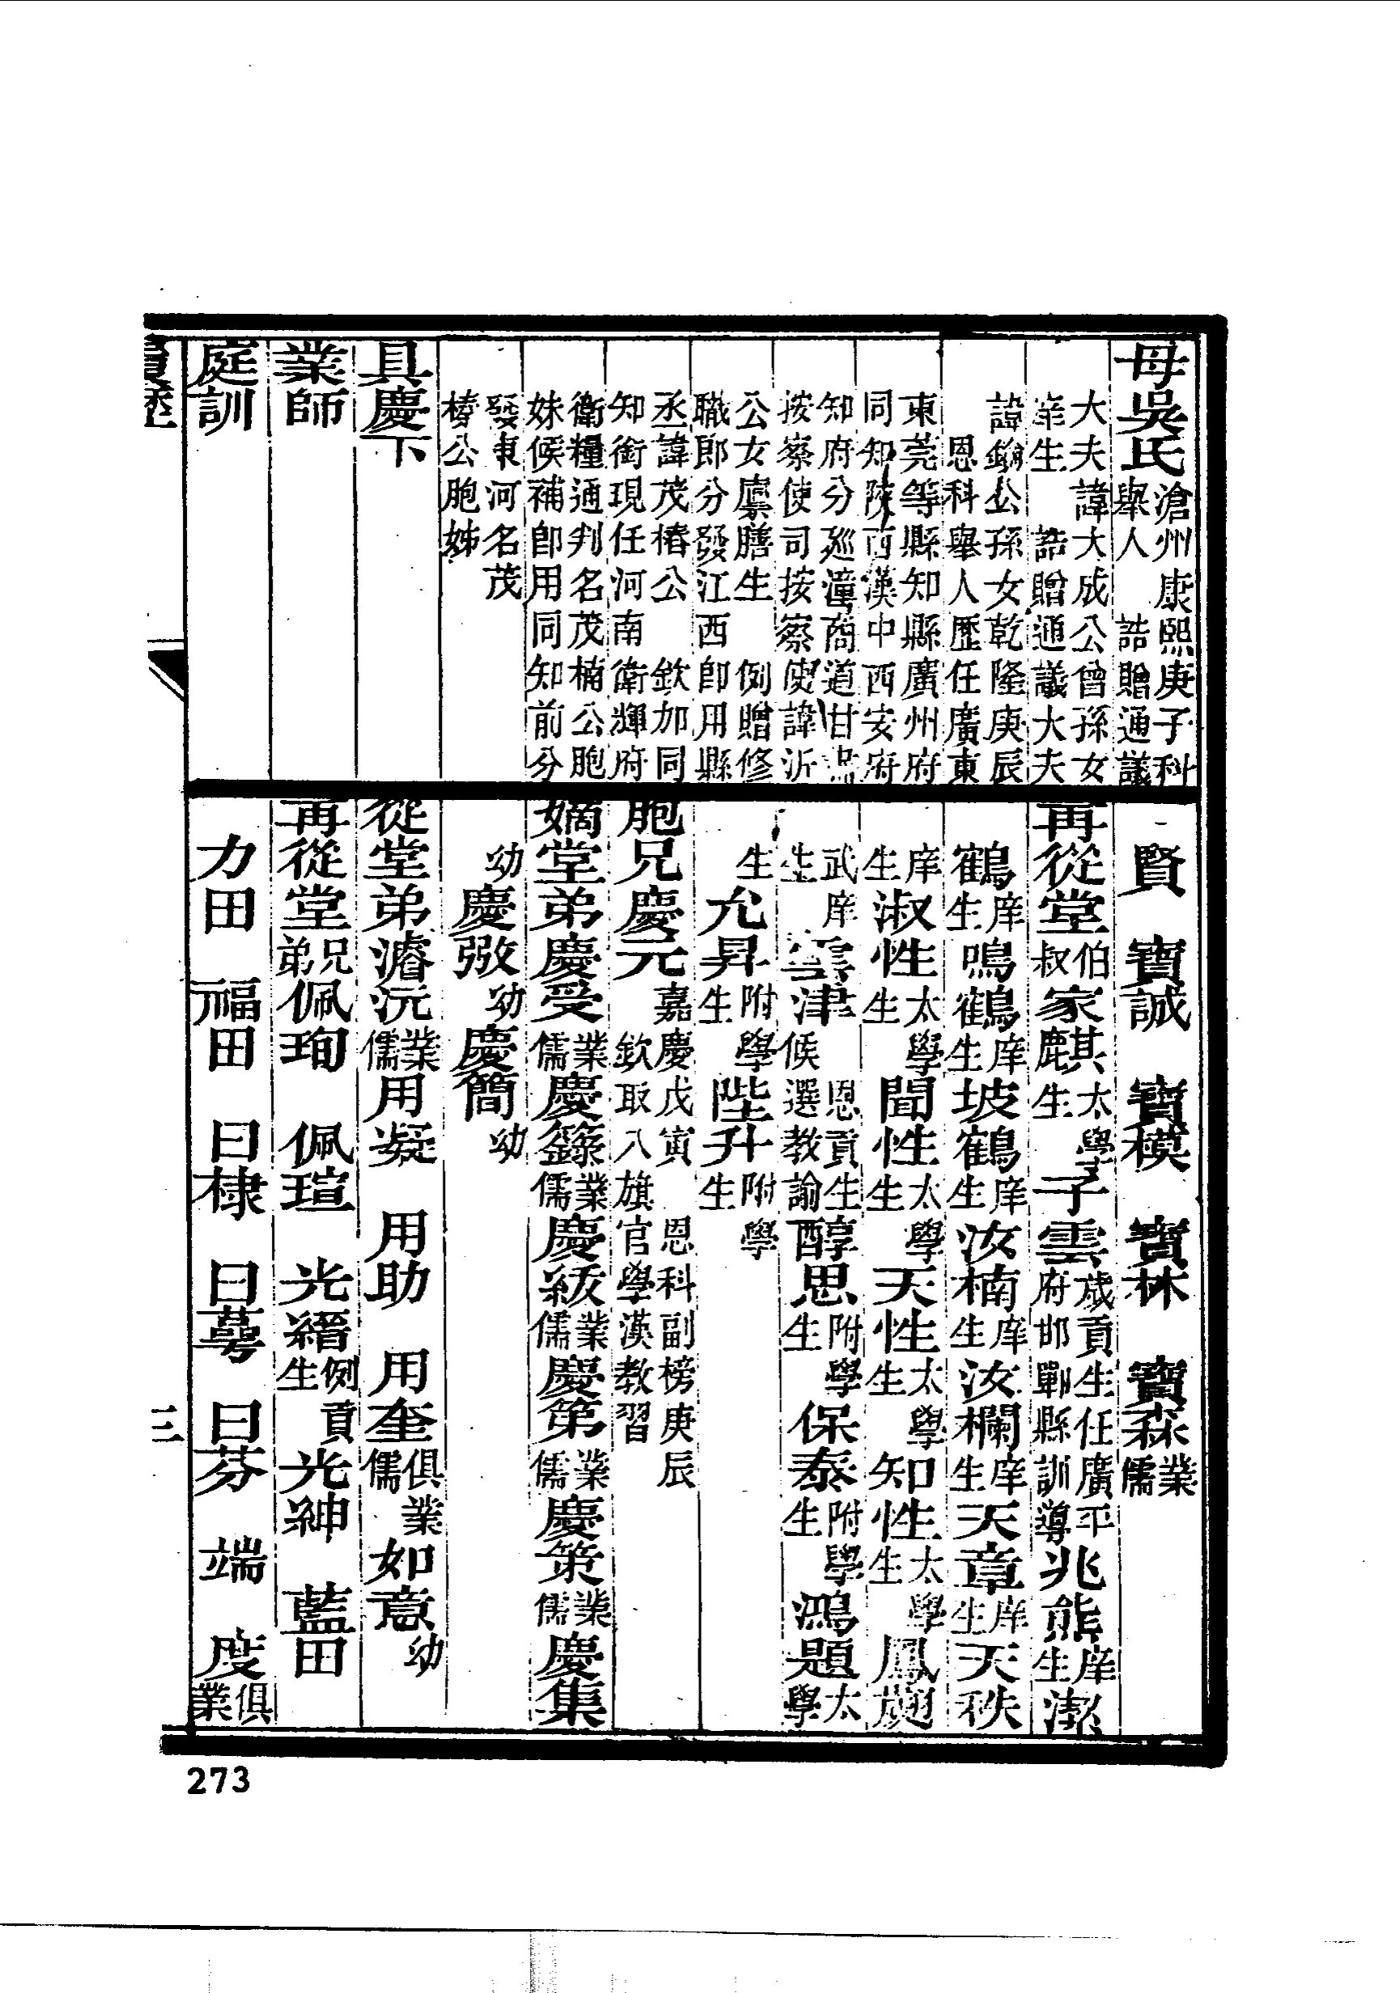 母吳氏滄州康熙庚子科舉人 誥贈通議
大夫諱大成公曾孫女庠生 誥贈通議大夫
諱公孫女乾隆庚辰恩科舉人歷任廣東
東莞等縣知縣廣州府同知陝西漢中西安府
知府分巡潼商道甘肅按察使司按察使諱沂
公女廩膳生 例贈修職郎分發江西卽用縣
丞諱茂椿公 欽加同知銜現任河南衛輝府
衛糧通判名茂楠公胞妹候補卽用同知前分
發東河名茂椿公胞姊
具慶下
業師
庭訓
賢 寶誠 寶模 寶林 寶森業儒
再從堂伯叔家麒麟太學生 子雲歲貢生任廣平府邯鄲縣訓導 兆熊庠生 潔
鶴庠生 鳴鶴庠生 坡鶴庠生 汝楠庠生 汝欄庠生 天章庠生 天秩
庠生 淑性太學生 聞性太學生 天性太學生 知性太學生 鳳翅
武庠生 雲津恩貢生候選教諭 醇思附學生 保泰附學生 鴻題太學
生 允昇附學生 陛升附學生
胞兄慶元嘉慶戊寅 恩科副榜庚辰欽取八旗官學漢教習
嫡堂弟慶受業儒 慶籙業儒 慶紱業儒 慶第業儒 慶策業儒 慶集
幼 慶弢幼 慶簡幼
從堂弟濬沅業儒 用凝 用助 用奎俱業儒 如意幼
再從堂兄弟佩珣 佩瑄 光縉例貢生 光紳 藍田
力田 福田 曰棣 曰蕚 曰芬 端 度俱業
履歷
三
273